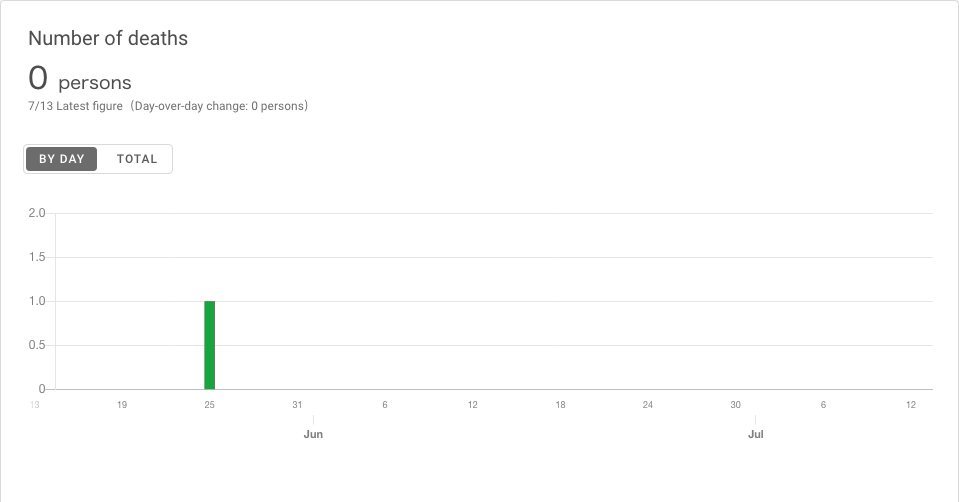 Number of deaths
0 persons
7/13 Latest figure（Day-over-day change: 0 persons）
BY DAY TOTAL
2.0
1.5
1.0
0.5
0
13 19 25 31 6 12 18 24 30 6 12
Jun Jul